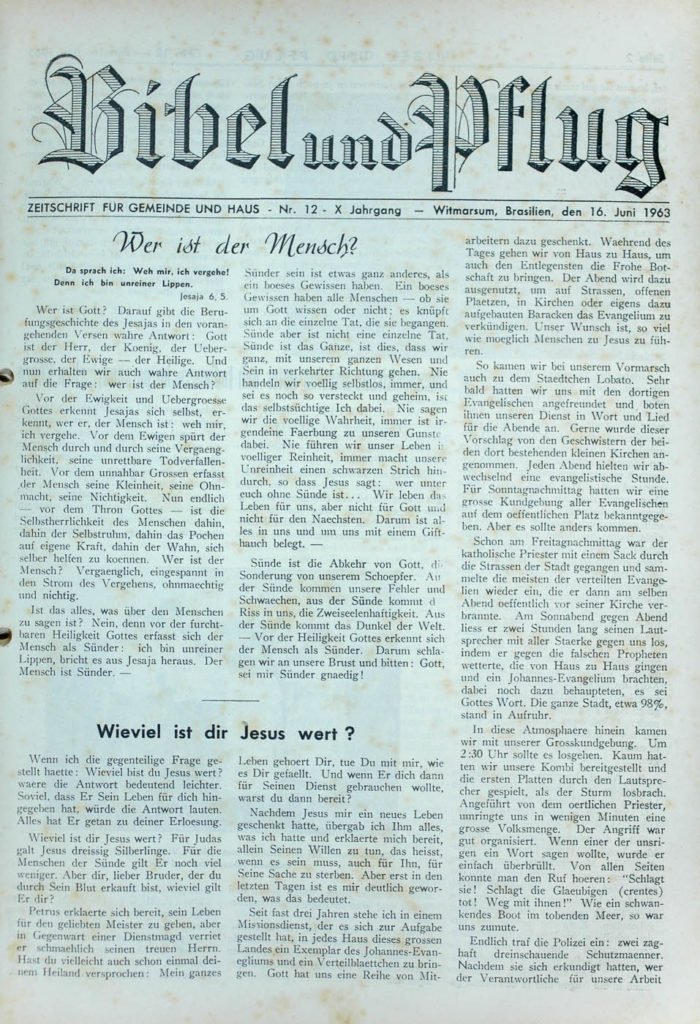 Bibel und Pflug
ZEITSCHRIFT FÜR GEMEINDE UND HAUS - Nr. 12 - X Jahrgang — Witmarsum, Brasilien, den 16. Juni 1963
Wer ist der Mensch?
Da sprach ich: Weh mir, ich vergehe!
Denn ich bin unreiner Lippen.
Jesaja 6, 5.
Wer ist Gott? Darauf gibt die Beru-
fungsgeschichte des Jesajas in den voran-
gehenden Versen wahre Antwort: Gott
ist der Herr, der Koenig, der Ueber-
grosse, der Ewige — der Heilige. Und
nun erhalten wir auch wahre Antwort
auf die Frage: wer ist der Mensch?
Vor der Ewigkeit und Uebergroesse
Gottes erkennt Jesajas sich selbst, er-
kennt, wer er, der Mensch ist: weh mir,
ich vergehe. Vor dem Ewigen spürt der
Mensch durch und durch seine Vergaeng-
lichkeit, seine unrettbare Todverfallen-
heit. Vor dem unnahbar Grossen erfasst
der Mensch seine Kleinheit, seine Ohn-
macht, seine Nichtigkeit. Nun endlich
— vor dem Thron Gottes — ist die
Selbstherrlichkeit des Menschen dahin,
dahin der Selbstruhm, dahin das Pochen
auf eigene Kraft, dahin der Wahn, sich
selber helfen zu koennen. Wer ist der
Mensch? Vergaenglich, eingespannt in
den Strom des Vergehens, ohnmaechtig
und nichtig.
Ist das alles, was über den Menschen
zu sagen ist? Nein, denn vor der furcht-
baren Heiligkeit Gottes erfasst sich der
Mensch als Sünder: ich bin unreiner
Lippen, bricht es aus Jesaja heraus. Der
Mensch ist Sünder. —
Sünder sein ist etwas ganz anderes, als
ein boeses Gewissen haben. Ein boeses
Gewissen haben alle Menschen — ob sie
um Gott wissen oder nicht; es knüpft
sich an die einzelne Tat, die sie begangen.
Sünde aber ist nicht eine einzelne Tat,
Sünde ist das Ganze, ist dies, dass wir
ganz, mit unserem ganzen Wesen und
Sein in verkehrter Richtung gehen. Nie
handeln wir voellig selbstlos, immer, und
sei es noch so versteckt und geheim, ist
das selbstsüchtige Ich dabei. Nie sagen
wir die voellige Wahrheit, immer ist ir-
gendeine Faerbung zu unseren Gunste
dabei. Nie führen wir unser Leben i
voelliger Reinheit, immer macht unsere
Unreinheit einen schwarzen Strich hin-
durch, so dass Jesus sagt: wer unter
euch ohne Sünde ist... Wir leben das
Leben für uns, aber nicht für Gott und
nicht für den Naechsten. Darum ist al-
les in uns und um uns mit einem Gift-
hauch belegt. —
Sünde ist die Abkehr von Gott, di
Sonderung von unserem Schoepfer. Au
der Sünde kommen unsere Fehler und
Schwaechen, aus der Sünde kommt d
Riss in uns, die Zweiseelenhaftigkeit. Aus
der Sünde kommt das Dunkel der Welt.
— Vor der Heiligkeit Gottes erkennt sich
der Mensch als Sünder. Darum schla-
gen wir an unsere Brust und bitten: Gott,
sei mir Sünder gnaedig!
Wieviel ist dir Jesus wert ?
Wenn ich die gegenteilige Frage ge-
stellt haette: Wieviel bist du Jesus wert?
waere die Antwort bedeutend leichter.
Soviel, dass Er Sein Leben für dich hin-
gegeben hat, würde die Antwort lauten.
Alles hat Er getan zu deiner Erloesung.
Wieviel ist dir Jesus wert? Für Judas
galt Jesus dreissig Silberlinge. Für die
Menschen der Sünde gilt Er noch viel
weniger. Aber dir, lieber Bruder, der du
durch Sein Blut erkauft bist, wieviel gilt
Er dir?
Petrus erklaerte sich bereit, sein Leben
für den geliebten Meister zu geben, aber
in Gegenwart einer Dienstmagd verriet
er schmaehlich seinen treuen Herrn.
Hast du vielleicht auch schon einmal dei-
nem Heiland versprochen: Mein ganzes
Leben gehoert Dir, tue Du mit mir, wie
es Dir gefaellt. Und wenn Er dich dann
für Seinen Dienst gebrauchen wollte,
warst du dann bereit?
Nachdem Jesus mir ein neues Leben
geschenkt hatte, übergab ich Ihm alles,
was ich hatte und erklaerte mich bereit,
allein Seinen Willen zu tun, das heisst,
wenn es sein muss, auch für Ihn, für
Seine Sache zu sterben. Aber erst in den
letzten Tagen ist es mir deutlich gewor-
den, was das bedeutet.
Seit fast drei Jahren stehe ich in einem
Missionsdienst, der es sich zur Aufgabe
gestellt hat, in jedes Haus dieses grossen
Landes ein Exemplar des Johannes-Evan-
gegliums und ein Verteilblaettchen zu brin-
gen. Gott hat uns eine Reihe von Mit-
arbeitern dazu geschenkt. Waehrend des
Tages gehen wir von Haus zu Haus, um
auch den Entlegensten die Frohe Bot-
schaft zu bringen. Der Abend wird dazu
ausgenutzt, um auf Strassen, offenen
Plaetzen, in Kirchen oder eigens dazu
aufgebauten Baracken das Evangelium zu
verkündigen. Unser Wunsch ist, so viel
wie moeglich Menschen zu Jesus zu füh-
ren.
So kamen wir bei unserem Vormarsch
auch zu dem Staedtchen Lobato. Sehr
bald hatten wir uns mit den dortigen
Evangelischen angefreundet und boten
ihnen unseren Dienst in Wort und Lied
für die Abende an. Gerne wurde dieser
Vorschlag von den Geschwistern der bei-
den dort bestehenden kleinen Kirchen an-
genommen. Jeden Abend hielten wir ab-
wechselnd eine evangelistische Stunde.
Für Sonntagnachmittag hatten wir eine
grosse Kundgebung aller Evangelischen
auf dem oeffentlichen Platz bekanntgege-
ben. Aber es sollte anders kommen.
Schon am Freitagnachmittag war der
katholische Priester mit einem Sack durch
die Strassen der Stadt gegangen und sam-
melte die meisten der verteilten Evange-
lien wieder ein, die er dann am selben
Abend oeffentlich vor seiner Kirche ver-
brannte. Am Sonnabend gegen Abend
liess er zwei Stunden lang seinen Laut-
sprecher mit aller Staerke gegen uns los,
indem er gegen die falschen Propheten
wetterte, die von Haus zu Haus gingen
und ein Johannes-Evangelium brachten,
dabei noch dazu behaupteten, es sei
Gottes Wort. Die ganze Stadt, etwa 98%,
stand in Aufruhr.
In diese Atmosphaere hinein kamen
wir mit unserer Grosskundgebung. Um
2:30 Uhr sollte es losgehen. Kaum hat-
ten wir unsere Kombi bereitgestellt und
die ersten Platten durch den Lautspre-
cher gespielt, als der Sturm losbrach.
Angeführt von dem oertlichen Priester,
umringte uns in wenigen Minuten eine
grosse Volksmenge. Der Angriff war
gut organisiert. Wenn einer der unsri-
gen ein Wort sagen wollte, wurde er
einfach überbrüllt. Von allen Seiten
konnte man den Ruf hoeren: "Schlagt
sie! Schlagt die Glaeubigen (crentes)
tot! Weg mit ihnen!" Wie ein schwan-
kendes Boot im tobenden Meer, so war
uns zumute.
Endlich traf die Polizei ein: zwei zag-
haft dreinschauende Schutzmaenner.
Nachdem sie sich erkundigt hatten, wer
der Verantwortliche für unsere Arbeit